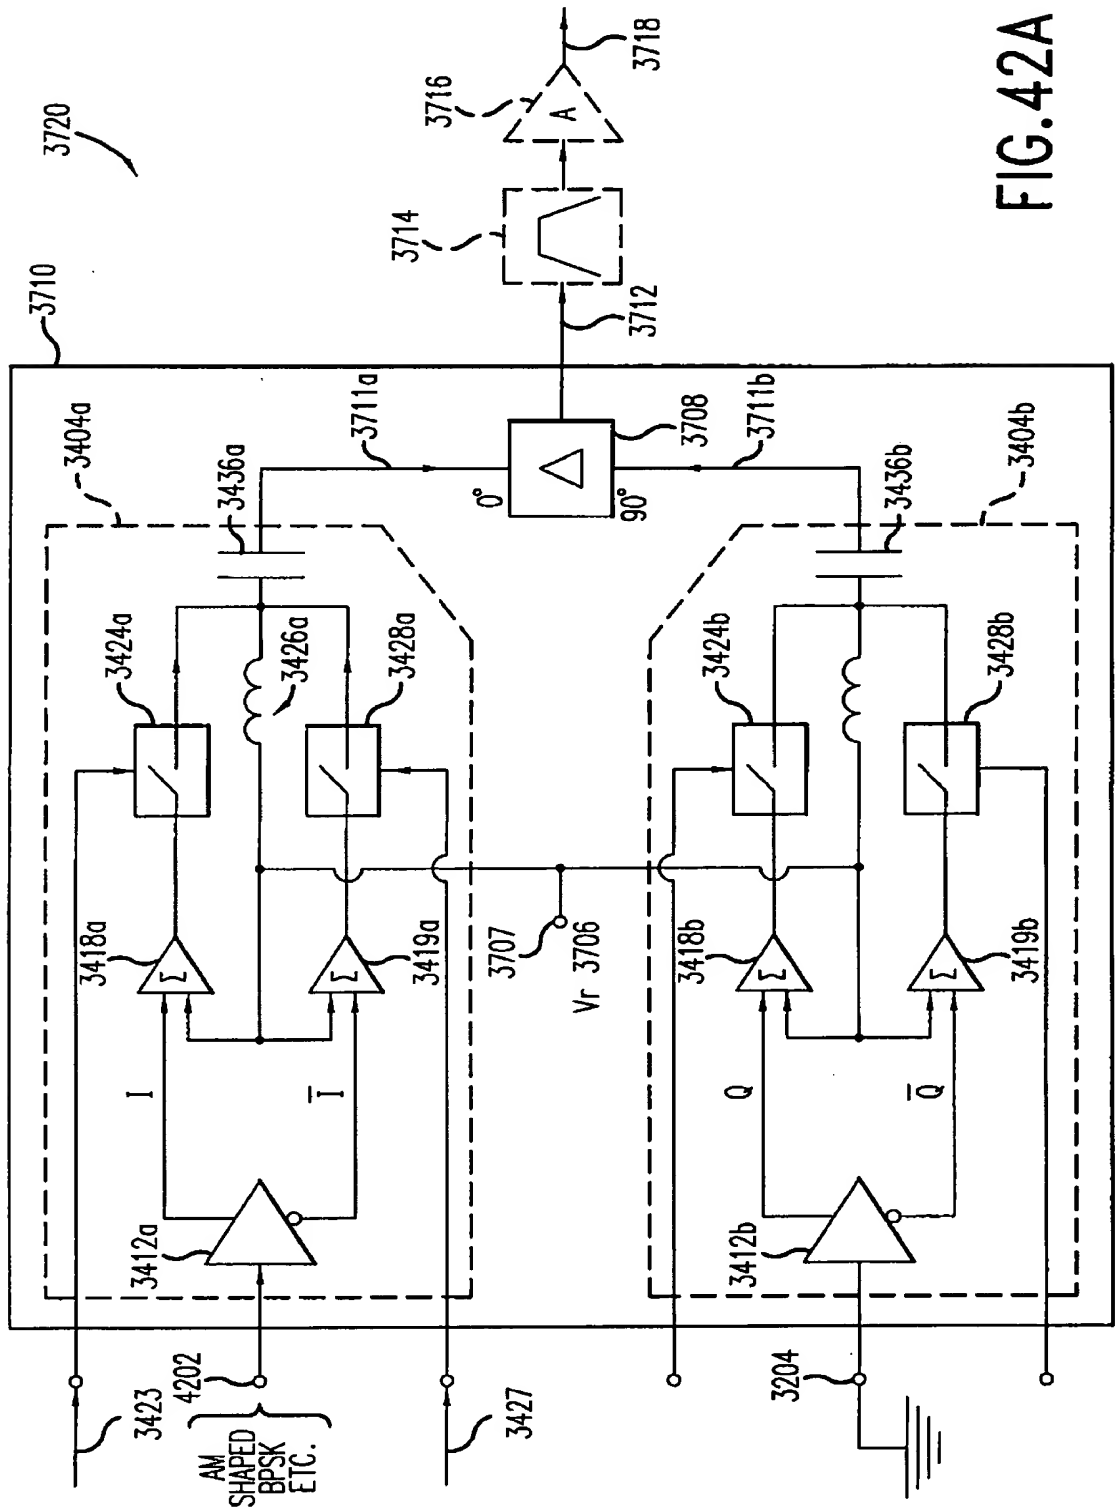 3720
3710
3404a
3424a
3436a
3426a
3428a
3418a
Σ
3419a
Σ
I
I̅
3412a
3423
4202
AM
SHAPED
BPSK
ETC.
3427
3711a
0°
90°
3708
3711b
3712
3714
3716
A
3718
3707
Vr 3706
3404b
3436b
3424b
3428b
3418b
Σ
3419b
Σ
Q
Q̅
3412b
3204
FIG.42A